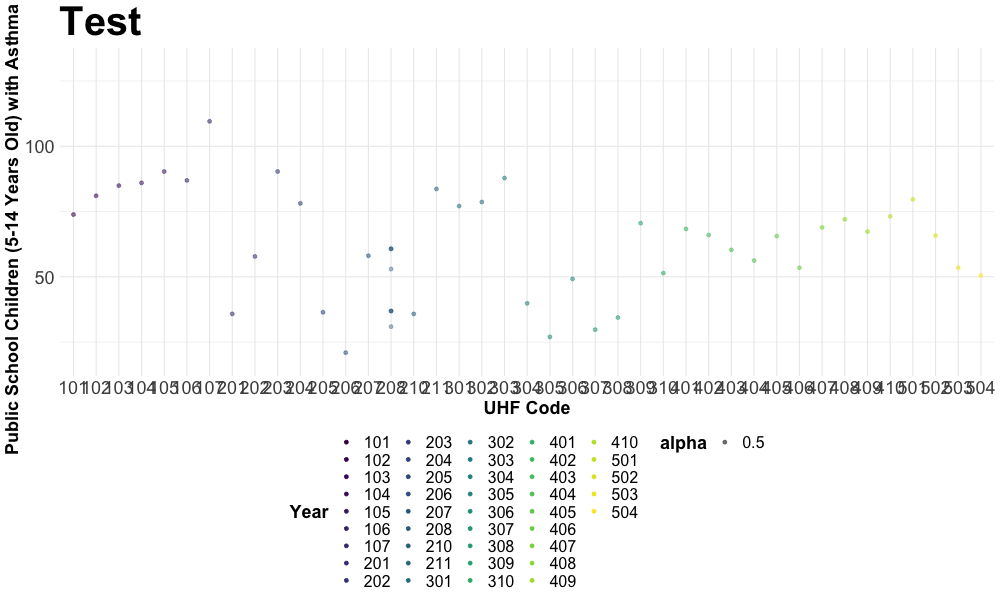 Test
Public School Children (5-14 Years Old) with Asthma
100
50
101 102 103 104 105 106 107 201 202 203 204 205 206 207 208 210 211 301 302 303 304 305 306 307 308 309 310 401 402 403 404 405 406 407 408 409 410 501 502 503 504
UHF Code
101 203 302 401 410 alpha 0.5
102 204 303 402 501
103 205 304 403 502
104 206 305 404 503
Year 105 207 306 405 504
106 208 307 406
107 210 308 407
201 211 309 408
202 301 310 409